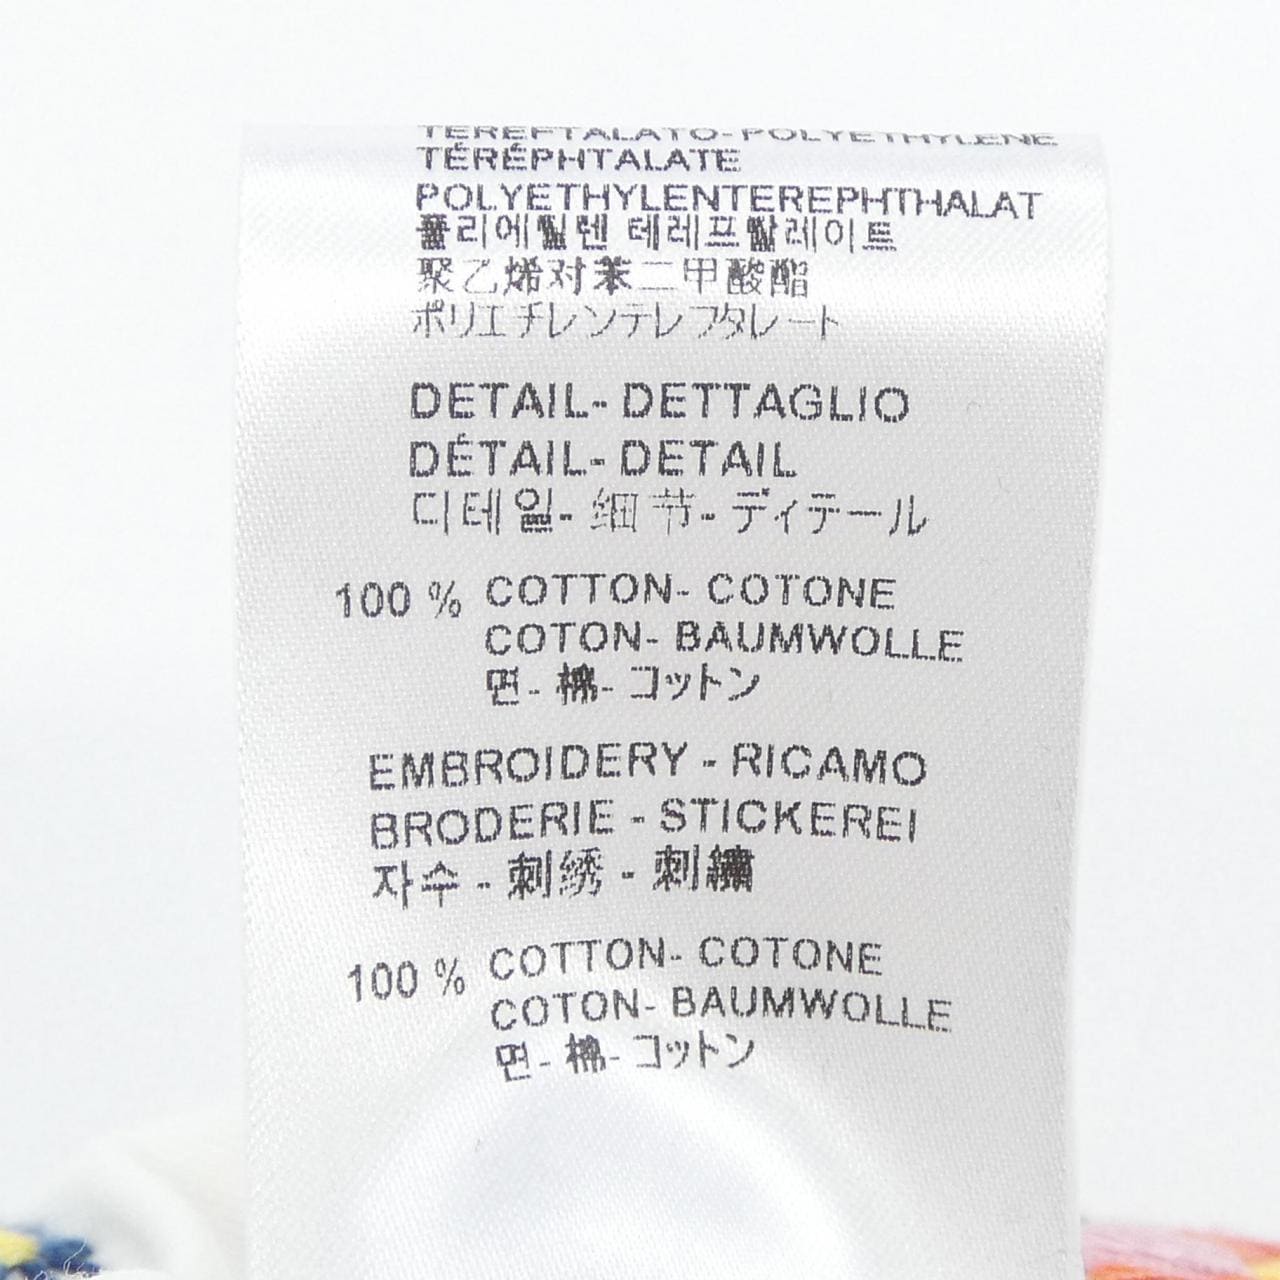 TEREFTALATO-POLYETHYLENE
TÉRÉPHTALATE
POLYETHYLENTEREPHTHALAT
폴리에틸렌 테레프탈레이트
聚乙烯对苯二甲酸酯
ポリエチレンテレフタレート
DETAIL- DETTAGLIO
DÉTAIL- DETAIL
디테일- 细节- ディテール
100 % COTTON- COTONE
COTON- BAUMWOLLE
면- 棉- コットン
EMBROIDERY - RICAMO
BRODERIE - STICKEREI
자수 - 刺绣 - 刺繍
100 % COTTON- COTONE
COTON- BAUMWOLLE
면- 棉- コットン